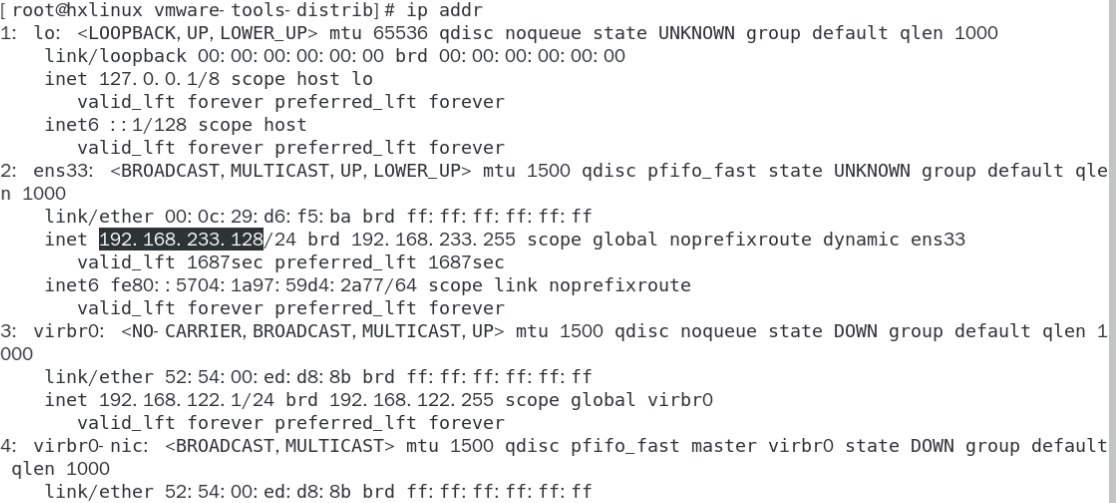 [root@hxlinux vmware-tools-distrib]# ip addr
1: lo: <LOOPBACK,UP,LOWER_UP> mtu 65536 qdisc noqueue state UNKNOWN group default qlen 1000
    link/loopback 00:00:00:00:00:00 brd 00:00:00:00:00:00
    inet 127.0.0.1/8 scope host lo
       valid_lft forever preferred_lft forever
    inet6 ::1/128 scope host
       valid_lft forever preferred_lft forever
2: ens33: <BROADCAST,MULTICAST,UP,LOWER_UP> mtu 1500 qdisc pfifo_fast state UNKNOWN group default qle
n 1000
    link/ether 00:0c:29:d6:f5:ba brd ff:ff:ff:ff:ff:ff
    inet 192.168.233.128/24 brd 192.168.233.255 scope global noprefixroute dynamic ens33
       valid_lft 1687sec preferred_lft 1687sec
    inet6 fe80::5704:1a97:59d4:2a77/64 scope link noprefixroute
       valid_lft forever preferred_lft forever
3: virbr0: <NO-CARRIER,BROADCAST,MULTICAST,UP> mtu 1500 qdisc noqueue state DOWN group default qlen 1
000
    link/ether 52:54:00:ed:d8:8b brd ff:ff:ff:ff:ff:ff
    inet 192.168.122.1/24 brd 192.168.122.255 scope global virbr0
       valid_lft forever preferred_lft forever
4: virbr0-nic: <BROADCAST,MULTICAST> mtu 1500 qdisc pfifo_fast master virbr0 state DOWN group default
 qlen 1000
    link/ether 52:54:00:ed:d8:8b brd ff:ff:ff:ff:ff:ff